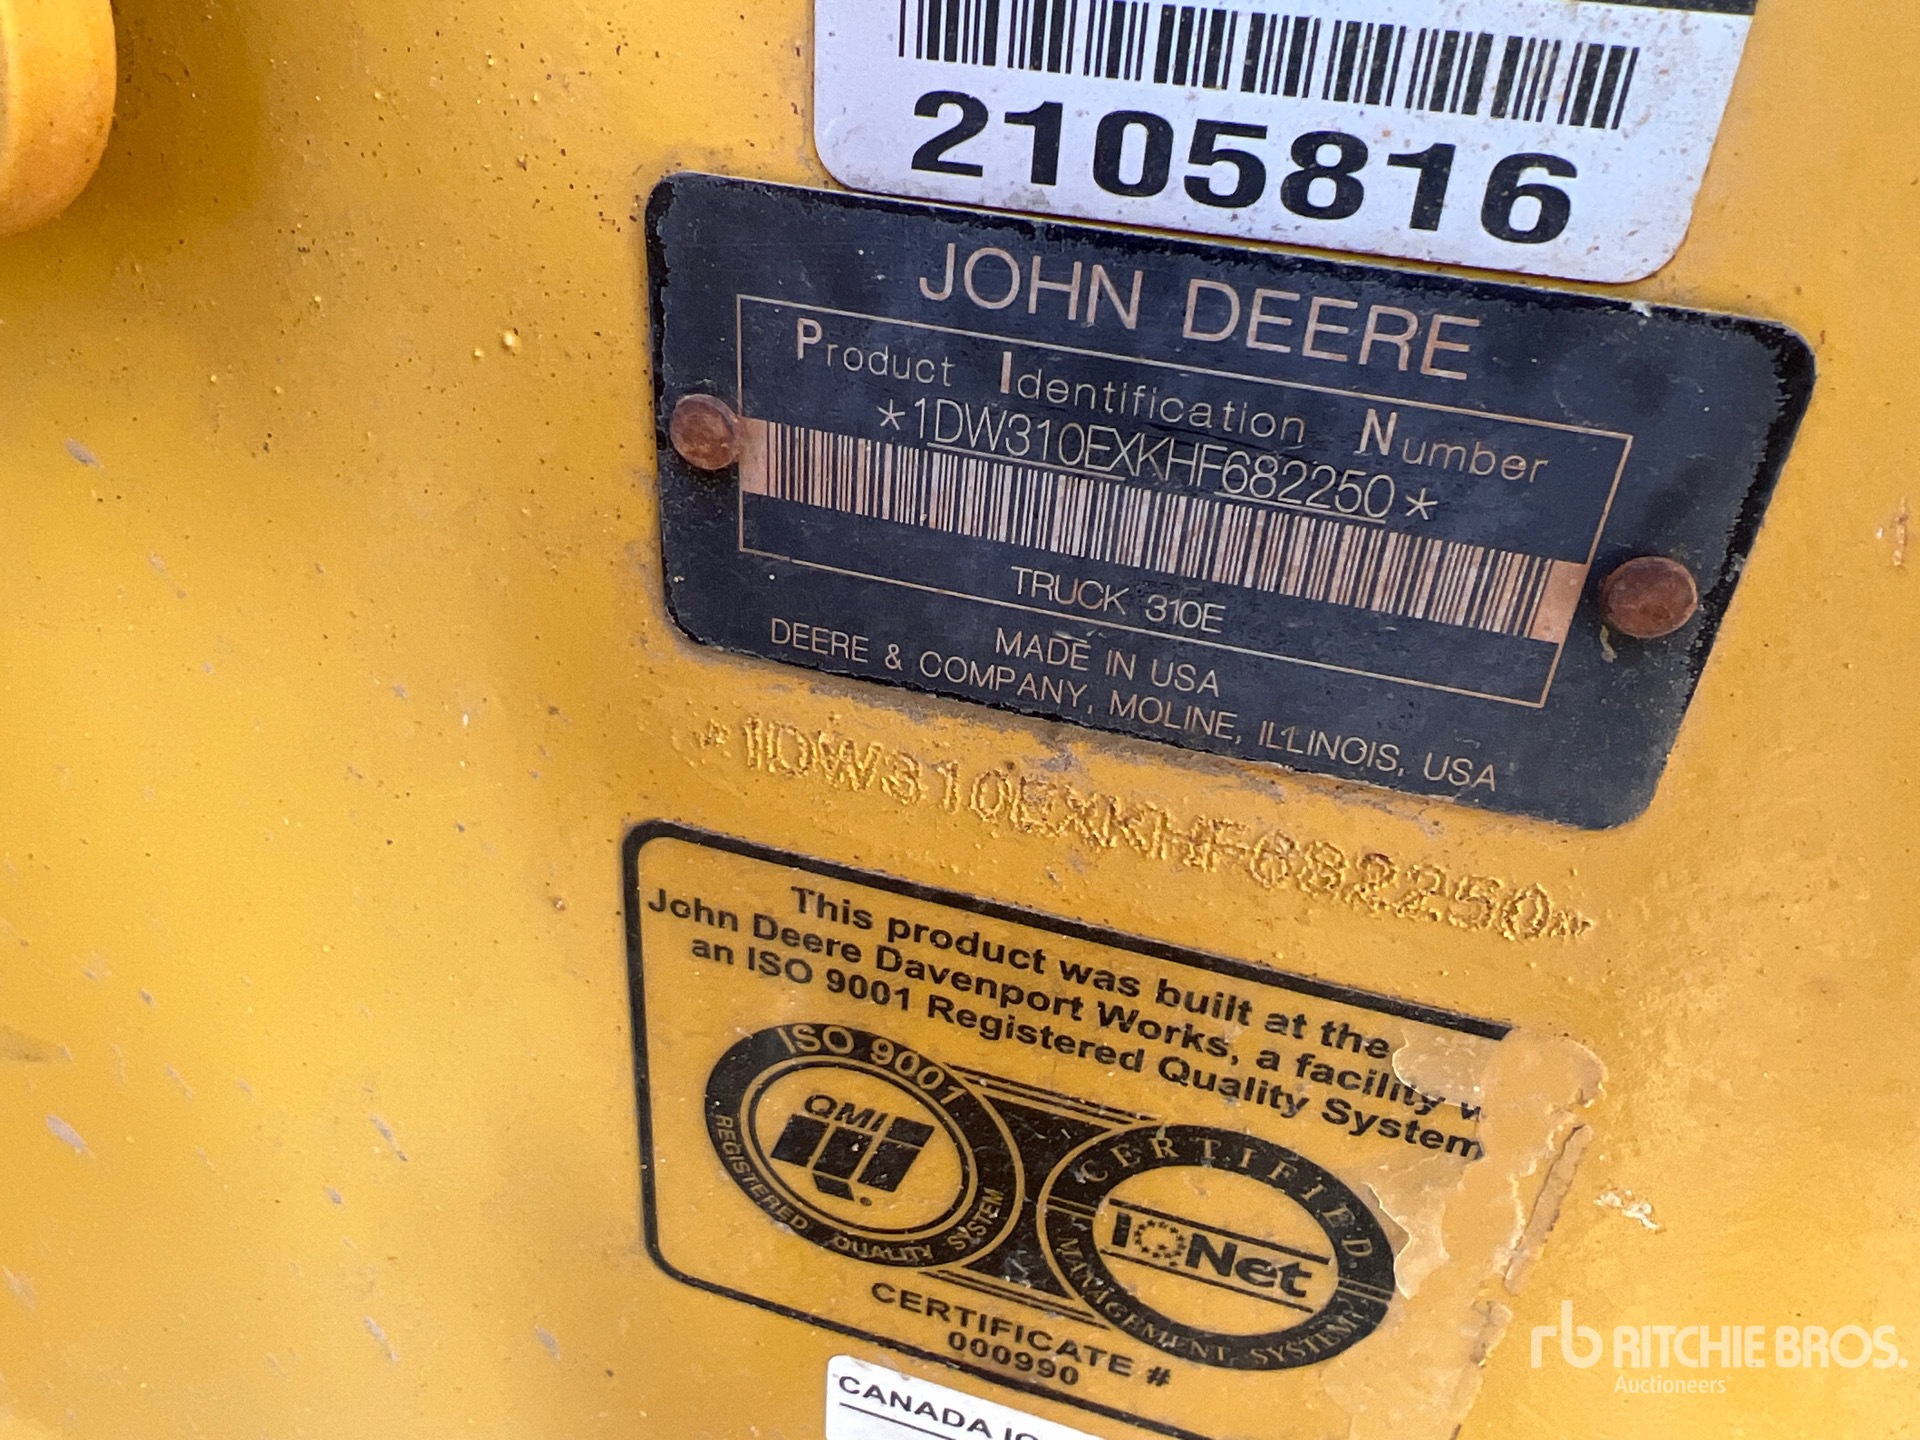 2105816
JOHN DEERE
Product Identification Number
*1DW310EXKHF682250*
TRUCK 310E
MADE IN USA
DEERE & COMPANY, MOLINE, ILLINOIS, USA
*1DW310EXKHF682250*
This product was built at the
John Deere Davenport Works, a facility
an ISO 9001 Registered Quality System
ISO 9001
QMI
REGISTERED QUALITY SYSTEM
CERTIFIED
IQNet
MANAGEMENT SYSTEM
CERTIFICATE #
000990
CANADA
rb RITCHIE BROS.
Auctioneers